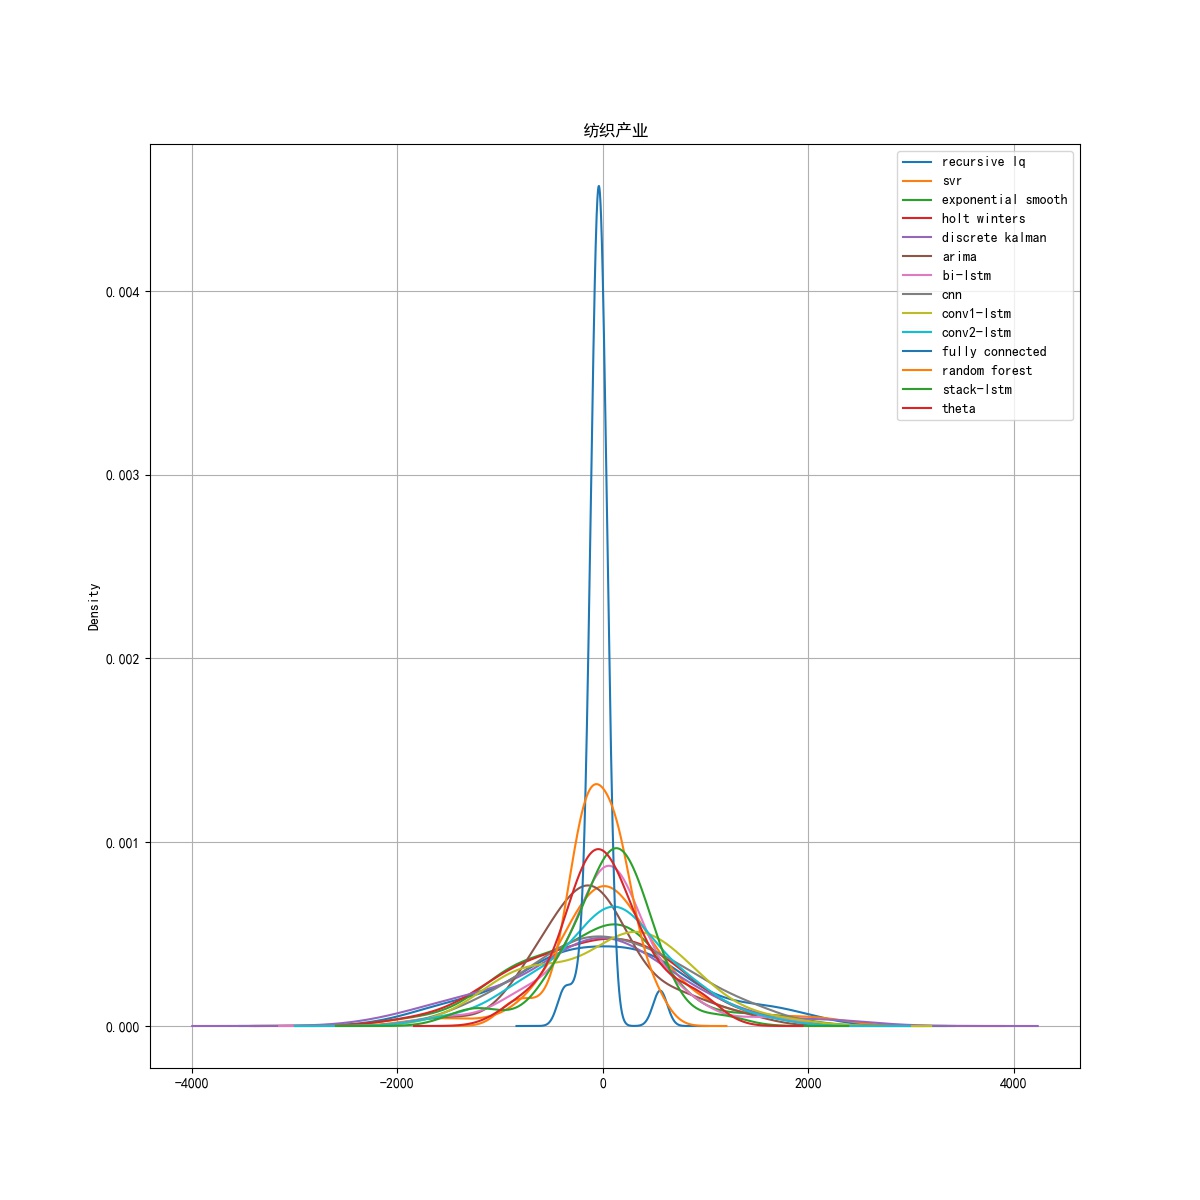 纺织产业
recursive lq
svr
exponential smooth
holt winters
discrete kalman
arima
bi-lstm
cnn
conv1-lstm
conv2-lstm
fully connected
random forest
stack-lstm
theta
0.004
0.003
0.002
0.001
0.000
Density
−4000 −2000 0 2000 4000